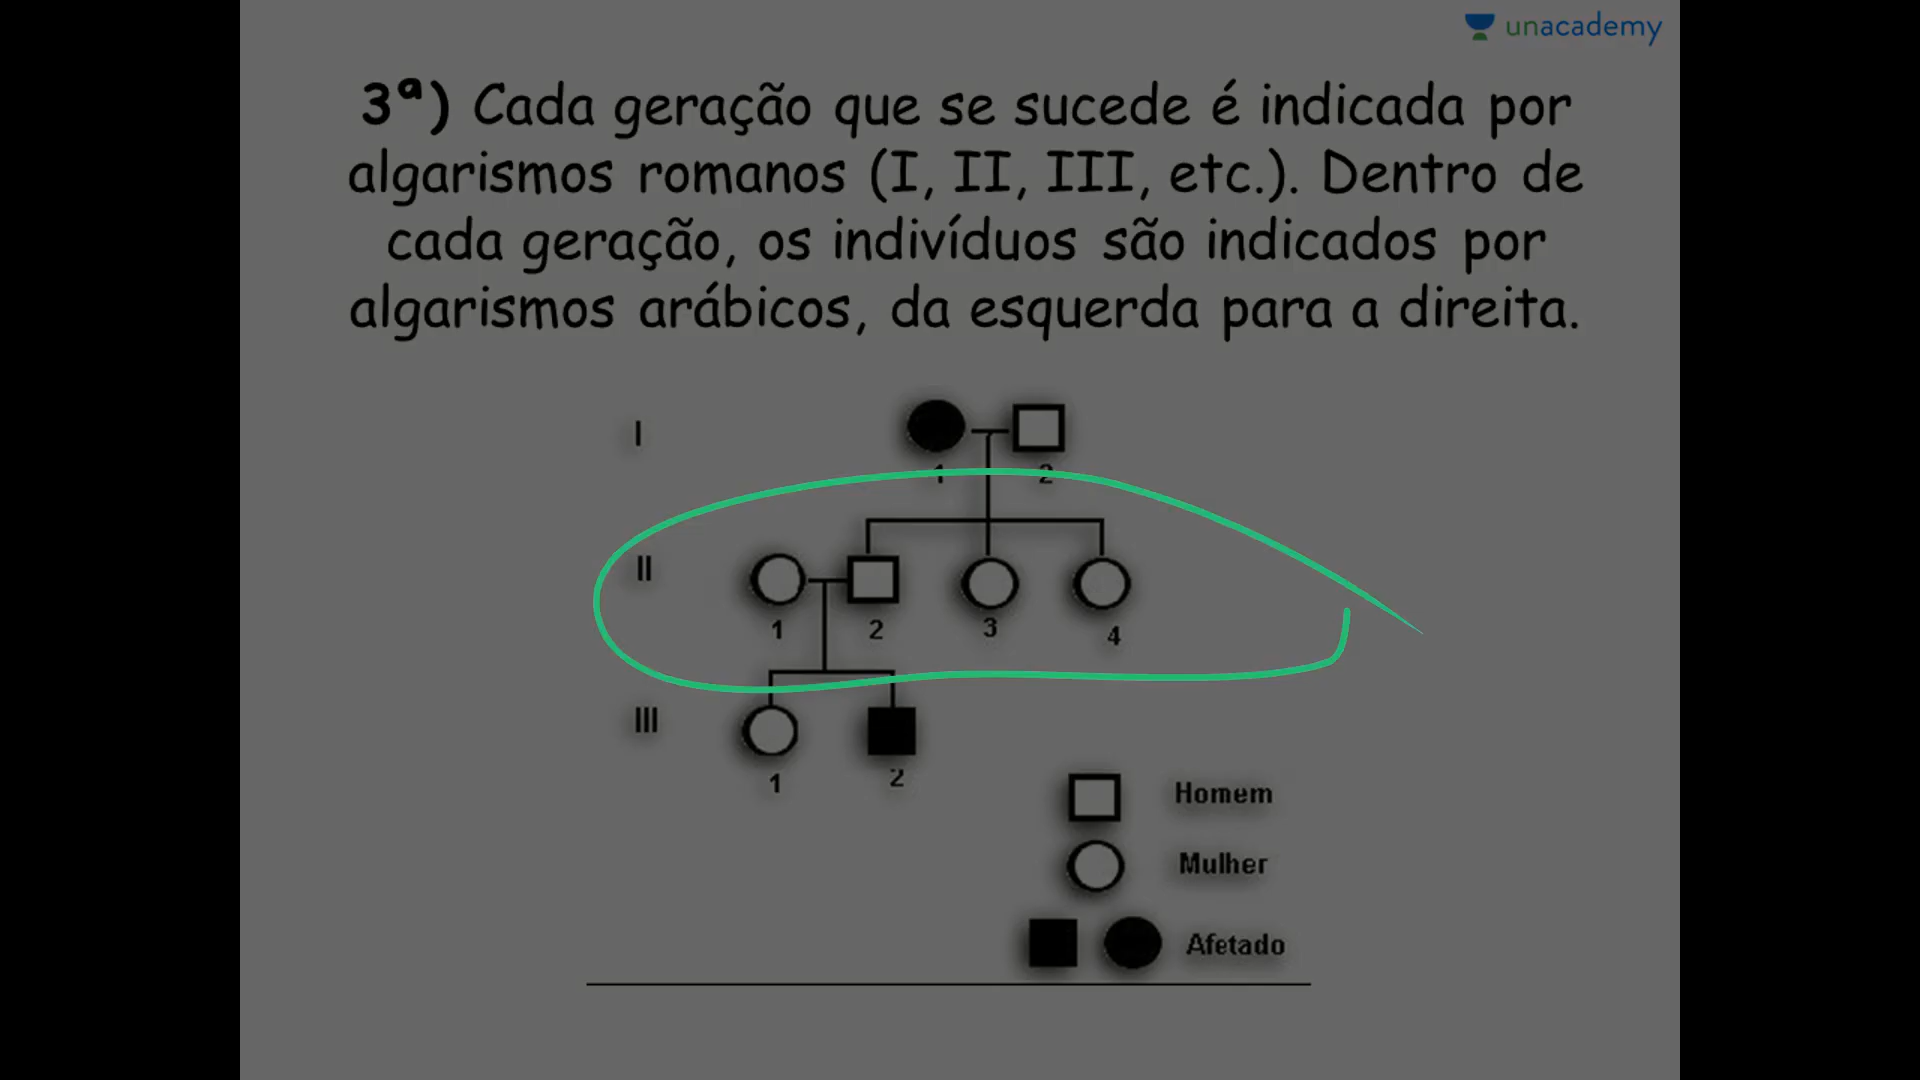 unacademy
3ª) Cada geração que se sucede é indicada por
algarismos romanos (I, II, III, etc.). Dentro de
cada geração, os indivíduos são indicados por
algarismos arábicos, da esquerda para a direita.
I
1 2
II
1 2 3 4
III
1 2
Homem
Mulher
Afetado